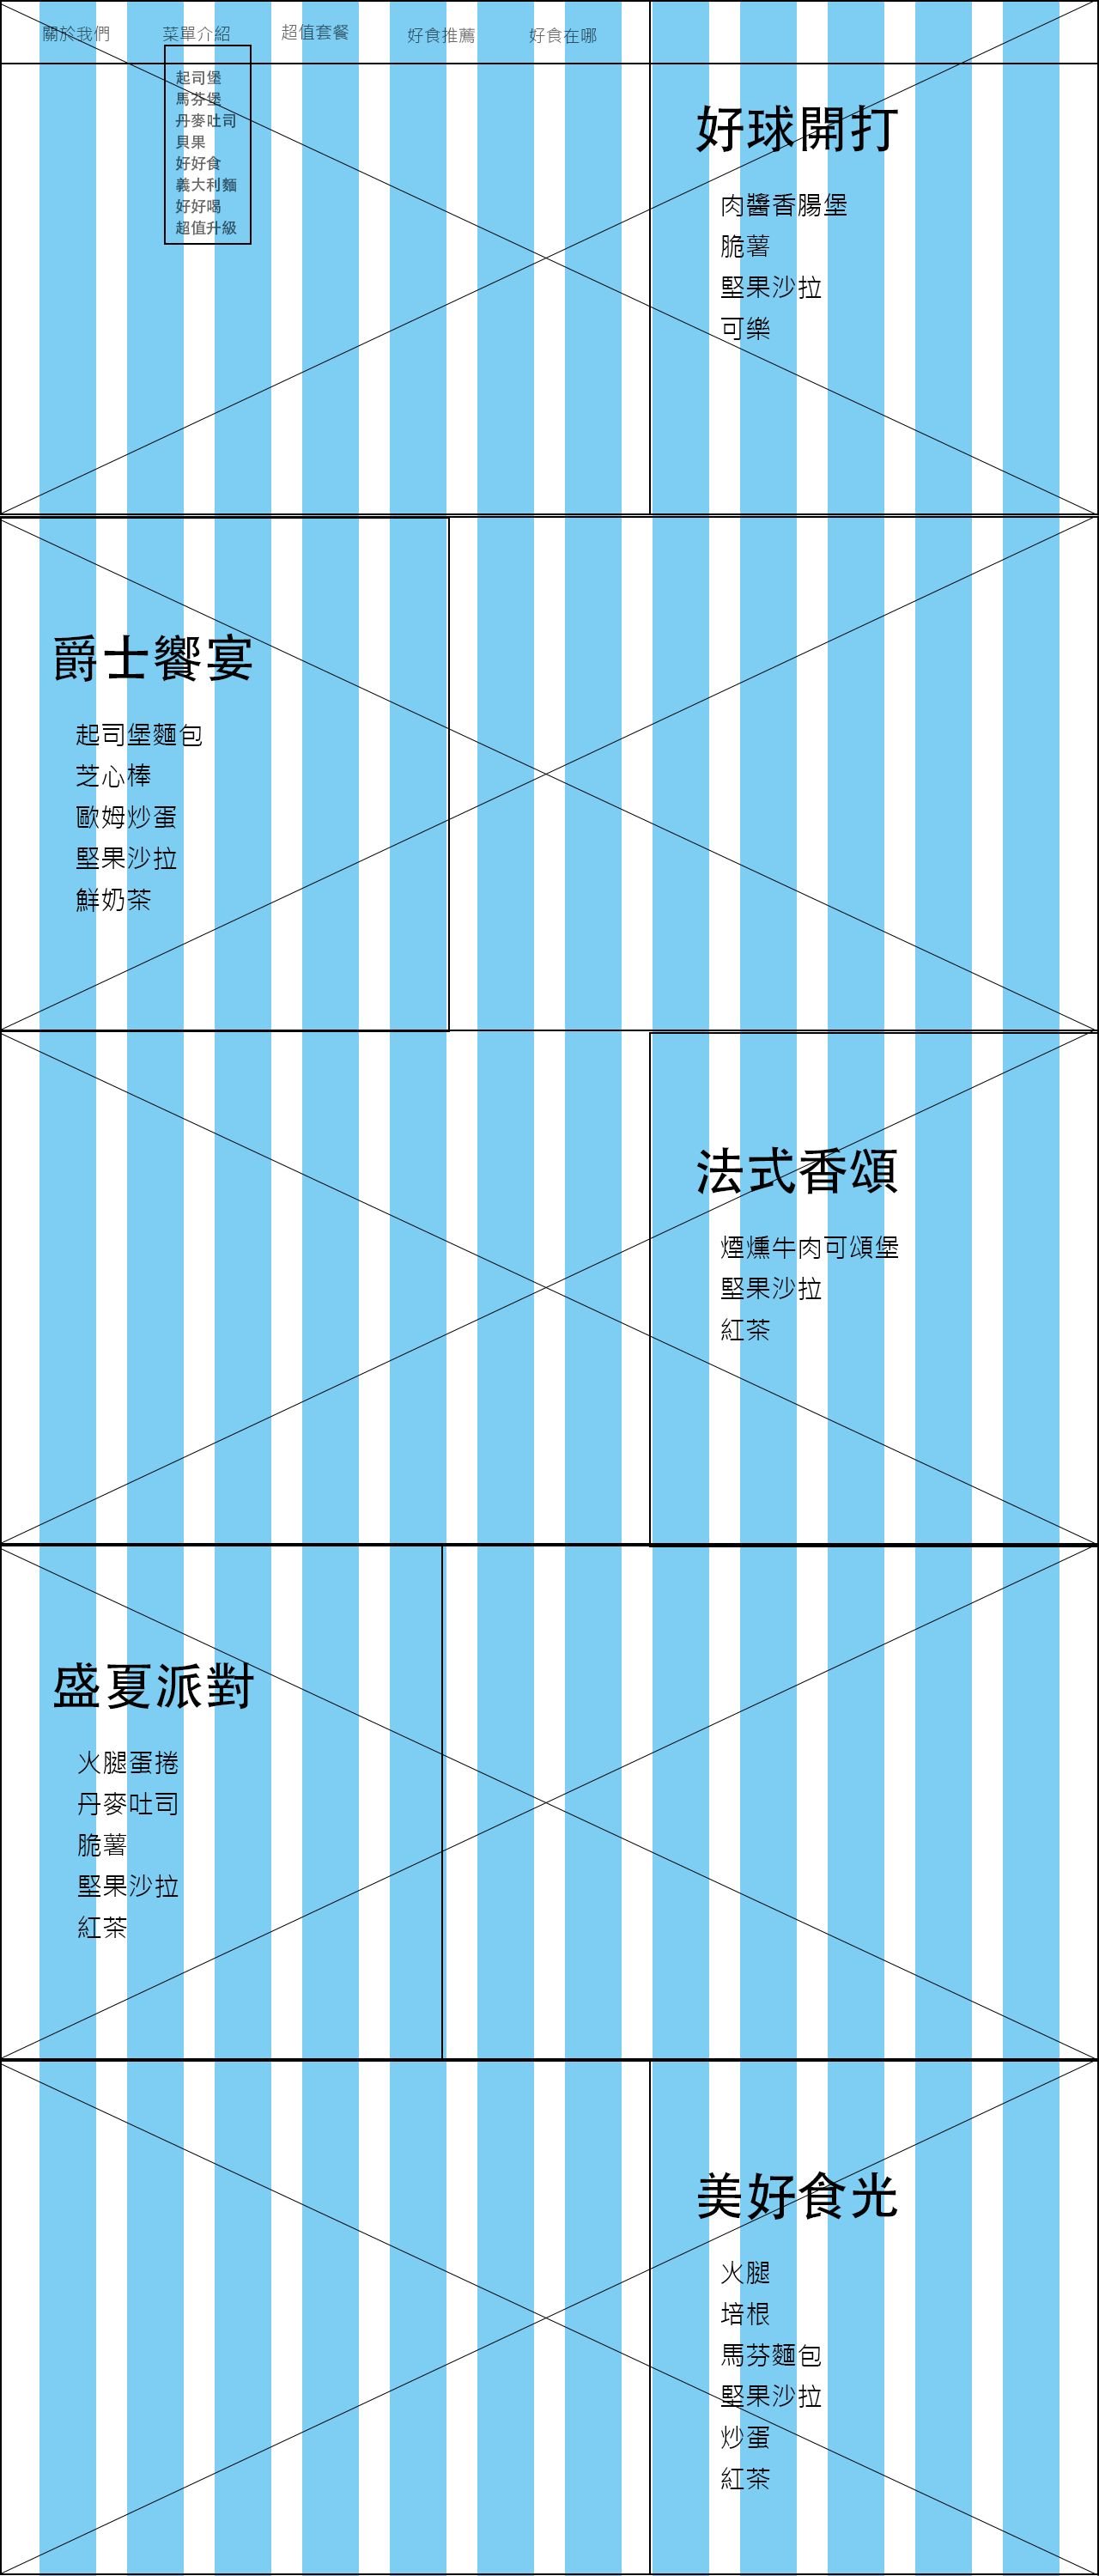 關於我們 菜單介紹 超值套餐 好食推薦 好食在哪
起司堡
馬芬堡
丹麥吐司
貝果
好好食
義大利麵
好好喝
超值升級
好球開打
肉醬香腸堡
脆薯
堅果沙拉
可樂
爵士饗宴
起司堡麵包
芝心棒
歐姆炒蛋
堅果沙拉
鮮奶茶
法式香頌
煙燻牛肉可頌堡
堅果沙拉
紅茶
盛夏派對
火腿蛋捲
丹麥吐司
脆薯
堅果沙拉
紅茶
美好食光
火腿
培根
馬芬麵包
堅果沙拉
炒蛋
紅茶